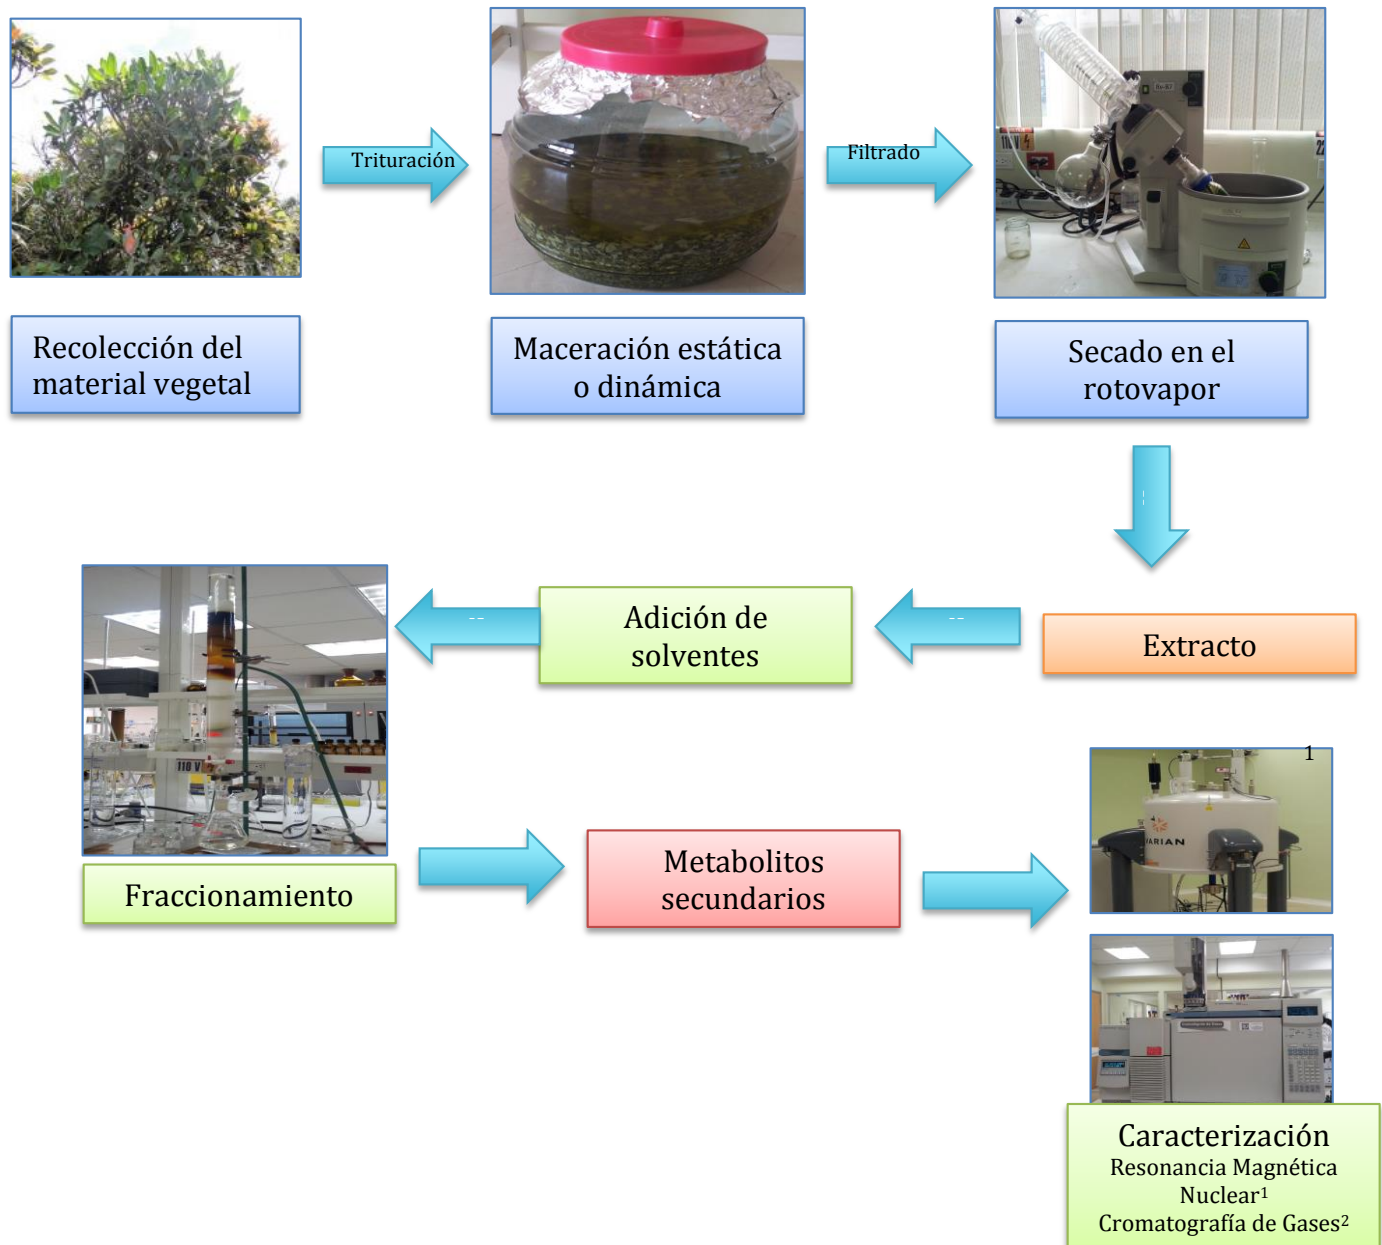 Trituración
Filtrado
Recolección del
material vegetal
Maceración estática
o dinámica
Secado en el
rotovapor
Adición de
solventes
Extracto
110 V
Fraccionamiento
Metabolitos
secundarios
1
VARIAN
Caracterización
Resonancia Magnética
Nuclear¹
Cromatografía de Gases²